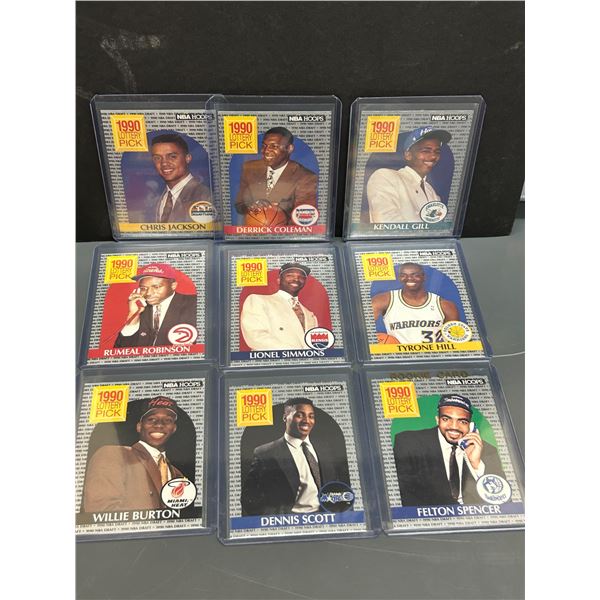 NBA HOOPS
1990
LOTTERY
PICK
CHRIS JACKSON
NBA HOOPS
1990
LOTTERY
PICK
DERRICK COLEMAN
NBA HOOPS
1990
LOTTERY
PICK
KENDALL GILL
NBA HOOPS
1990
LOTTERY
PICK
RUMEAL ROBINSON
NBA HOOPS
1990
LOTTERY
PICK
LIONEL SIMMONS
NBA HOOPS
1990
LOTTERY
PICK
WARRIORS
TYRONE HILL
NBA HOOPS
1990
LOTTERY
PICK
MIAMI
HEAT
WILLIE BURTON
NBA HOOPS
1990
LOTTERY
PICK
DENNIS SCOTT
ROOKIE CARD
NBA HOOPS
1990
LOTTERY
PICK
FELTON SPENCER